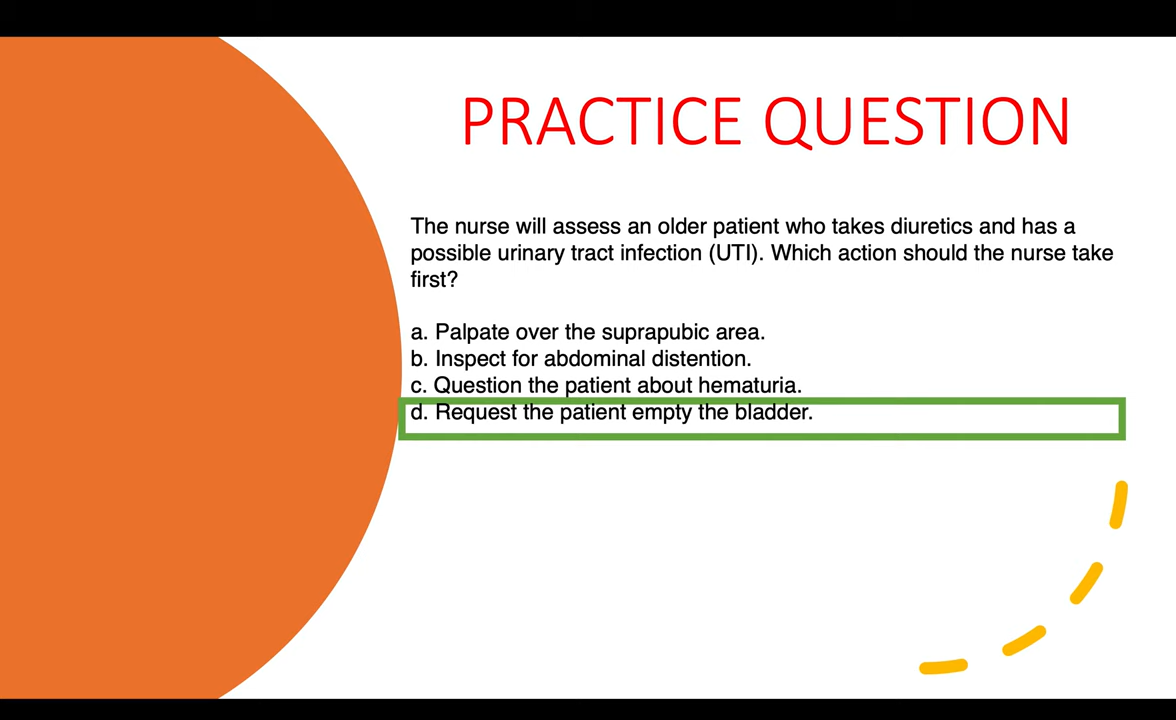 PRACTICE QUESTION
The nurse will assess an older patient who takes diuretics and has a
possible urinary tract infection (UTI). Which action should the nurse take
first?
a. Palpate over the suprapubic area.
b. Inspect for abdominal distention.
c. Question the patient about hematuria.
d. Request the patient empty the bladder.